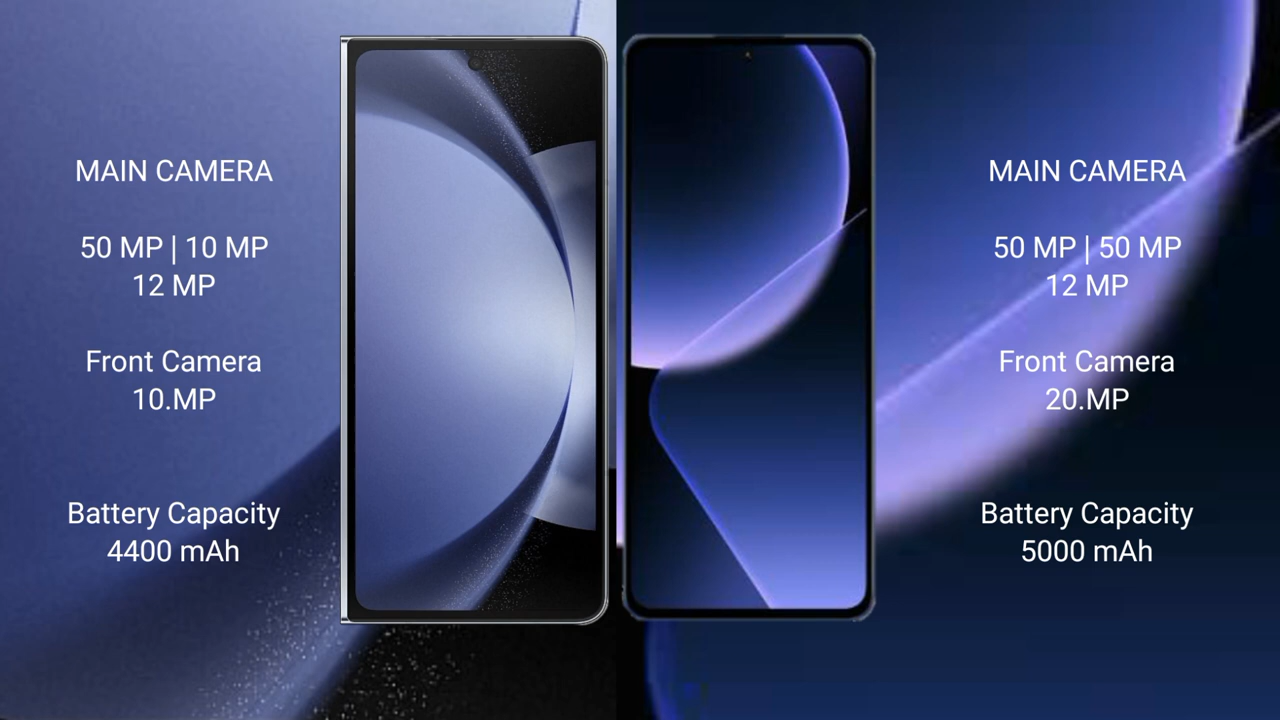 MAIN CAMERA
50 MP | 10 MP
12 MP
Front Camera
10.MP
Battery Capacity
4400 mAh
MAIN CAMERA
50 MP | 50 MP
12 MP
Front Camera
20.MP
Battery Capacity
5000 mAh